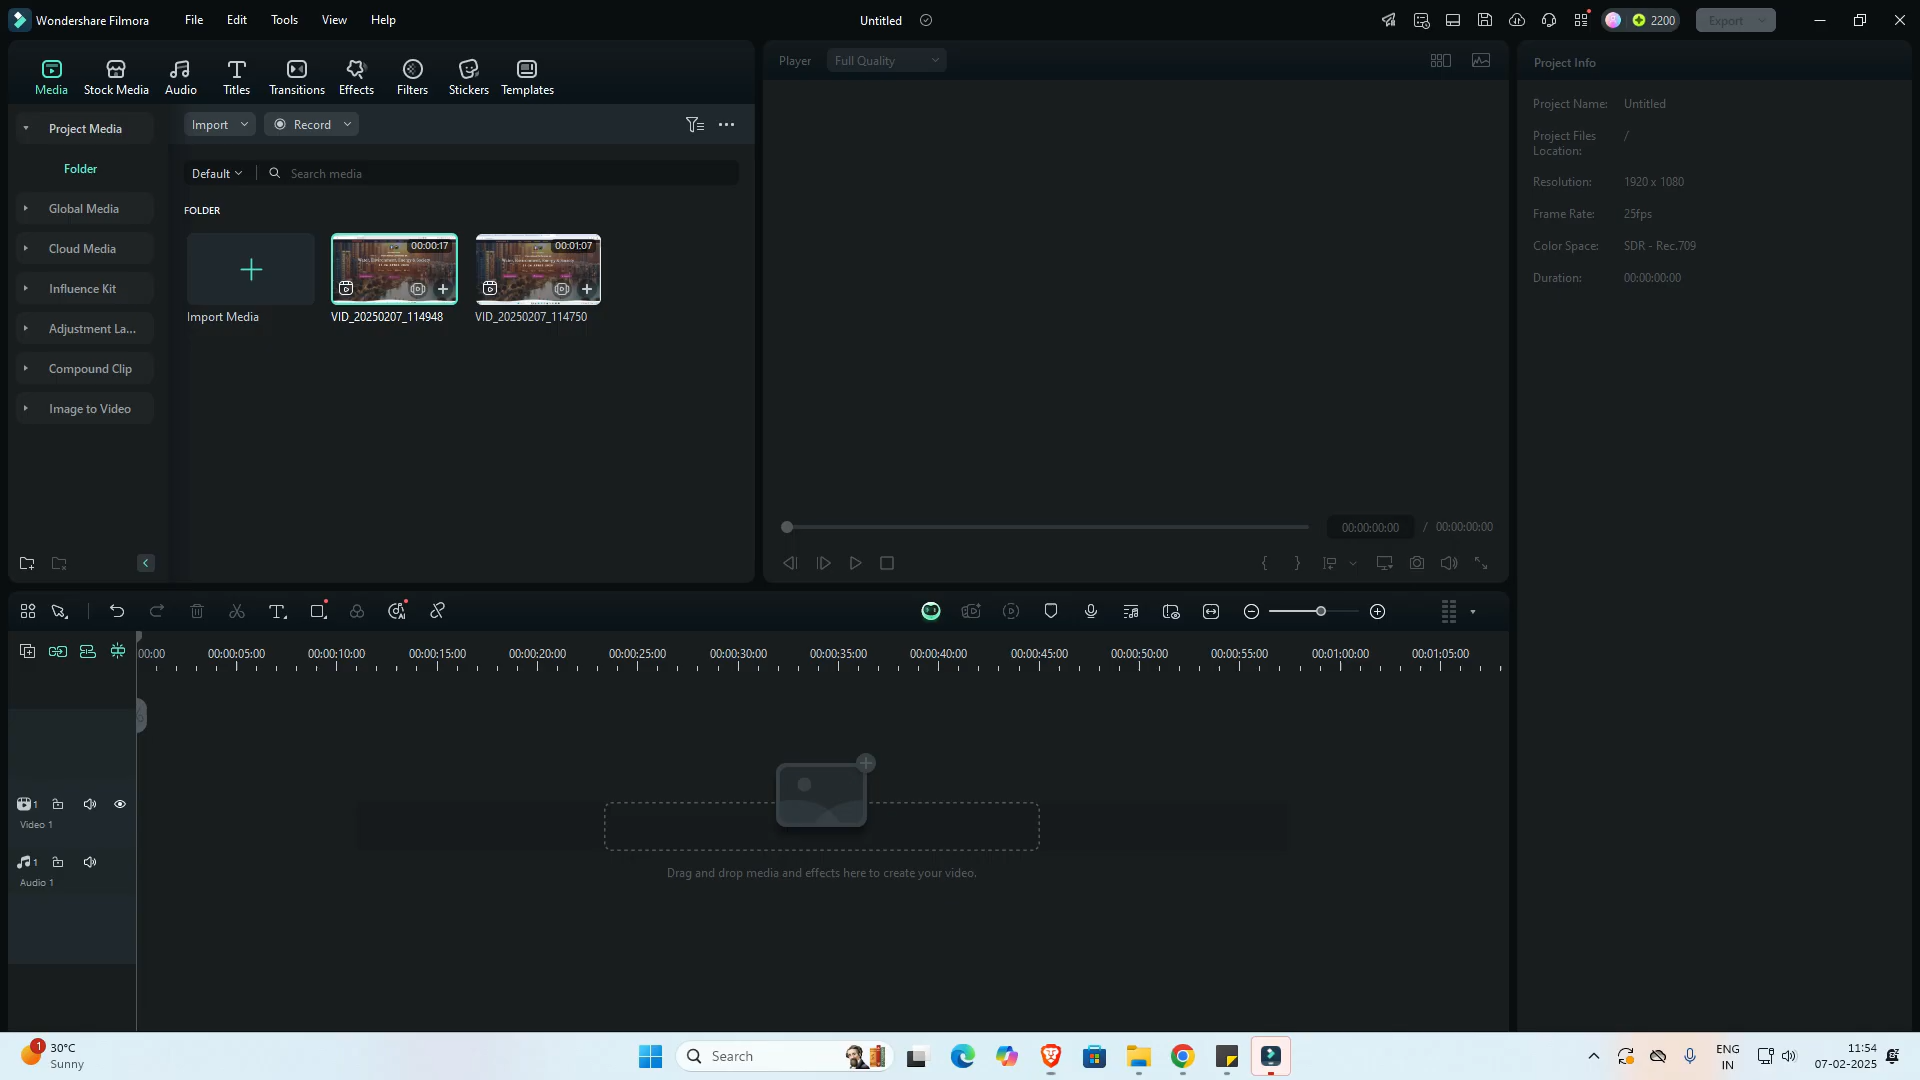 Wondershare Filmora
File
Edit
Tools
View
Help
Untitled
2200
Export
Media
Stock Media
Audio
Titles
Transitions
Effects
Filters
Stickers
Templates
Player
Full Quality
Project Info
Project Media
Import
Record
Folder
Default
Search media
Global Media
FOLDER
Cloud Media
00:00:17
00:01:07
Influence Kit
Import Media
VID_20250207_114948
VID_20250207_114750
Adjustment La...
Compound Clip
Image to Video
Project Name:
Untitled
Project Files
Location:
/
Resolution:
1920 x 1080
Frame Rate:
25fps
Color Space:
SDR - Rec.709
Duration:
00:00:00:00
00:00:00:00
/
00:00:00:00
00:00
00:00:05:00
00:00:10:00
00:00:15:00
00:00:20:00
00:00:25:00
00:00:30:00
00:00:35:00
00:00:40:00
00:00:45:00
00:00:50:00
00:00:55:00
00:01:00:00
00:01:05:00
1
Video 1
1
Audio 1
Drag and drop media and effects here to create your video.
1
30°C
Sunny
Search
ENG
IN
11:54
07-02-2025